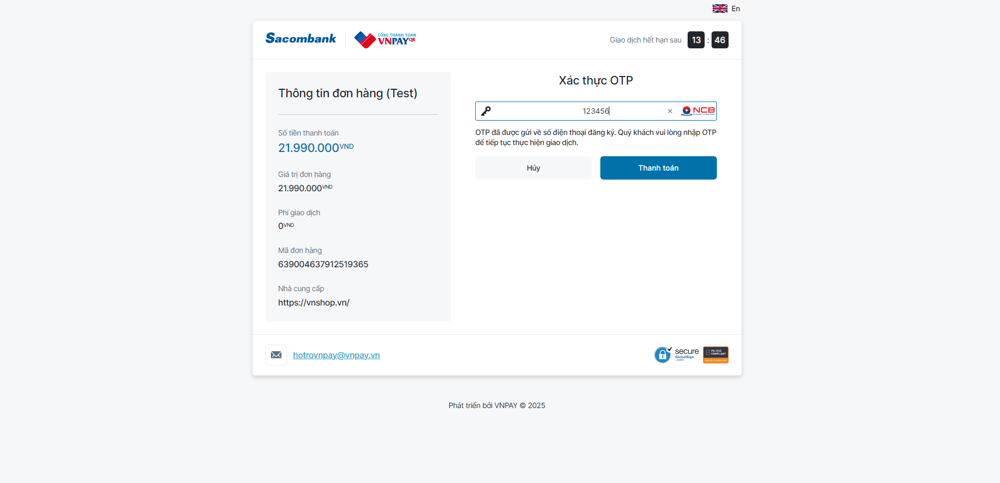 En
Sacombank
CỔNG THANH TOÁN
VNPAYQR
Giao dịch hết hạn sau 13 : 46
Thông tin đơn hàng (Test)
Số tiền thanh toán
21.990.000VND
Giá trị đơn hàng
21.990.000VND
Phí giao dịch
0VND
Mã đơn hàng
639004637912519365
Nhà cung cấp
https://vnshop.vn/
Xác thực OTP
123456
NCB
OTP đã được gửi về số điện thoại đăng ký. Quý khách vui lòng nhập OTP
để tiếp tục thực hiện giao dịch.
Hủy
Thanh toán
hotrovnpay@vnpay.vn
secure
GlobalSign
PCI DSS
COMPLIANT
Phát triển bởi VNPAY © 2025